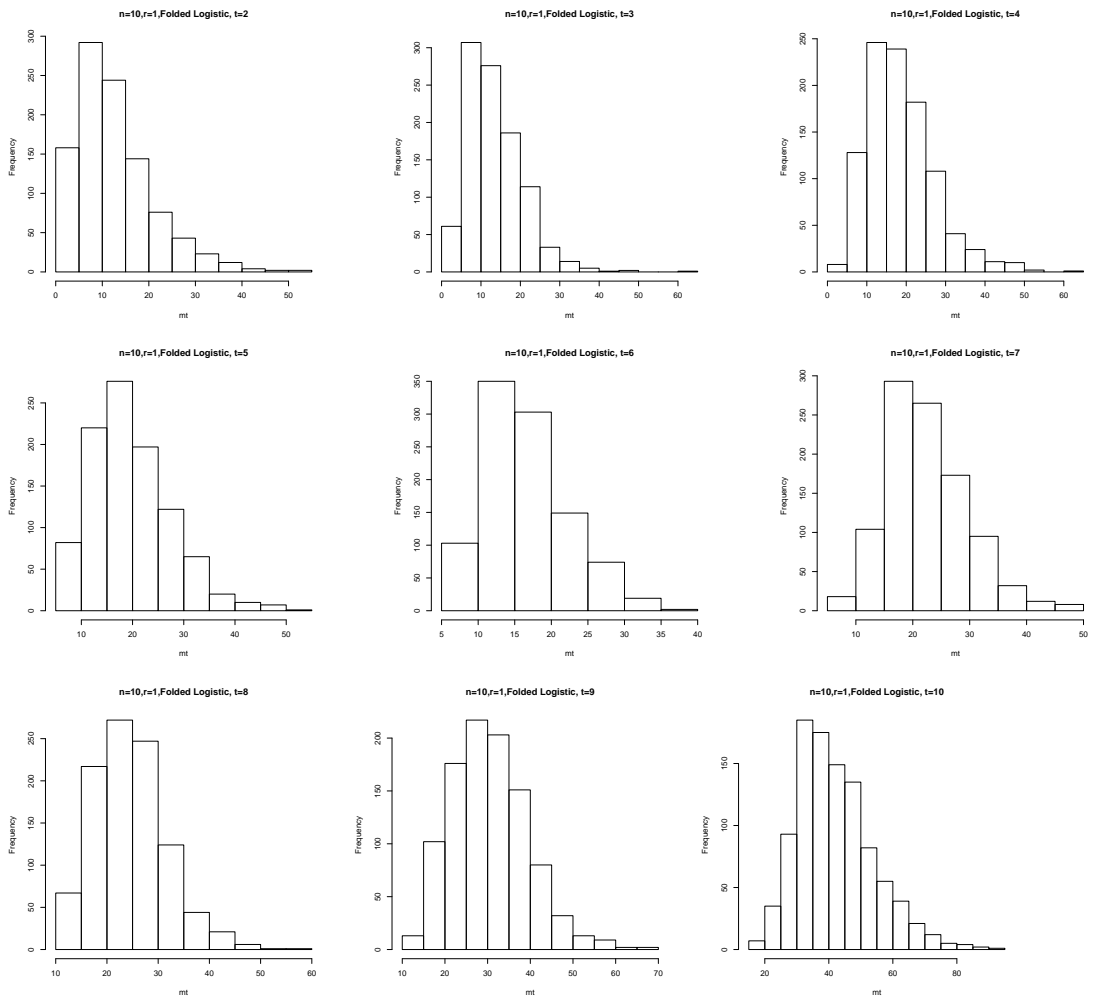 n=10,r=1,Folded Logistic, t=2
Frequency
0 50 100 150 200 250 300
0 10 20 30 40 50
mt
n=10,r=1,Folded Logistic, t=3
Frequency
0 50 100 150 200 250 300
0 10 20 30 40 50 60
mt
n=10,r=1,Folded Logistic, t=4
Frequency
0 50 100 150 200 250
0 10 20 30 40 50 60
mt
n=10,r=1,Folded Logistic, t=5
Frequency
0 50 100 150 200 250
10 20 30 40 50
mt
n=10,r=1,Folded Logistic, t=6
Frequency
0 50 100 150 200 250 300 350
5 10 15 20 25 30 35 40
mt
n=10,r=1,Folded Logistic, t=7
Frequency
0 50 100 150 200 250 300
10 20 30 40 50
mt
n=10,r=1,Folded Logistic, t=8
Frequency
0 50 100 150 200 250
10 20 30 40 50 60
mt
n=10,r=1,Folded Logistic, t=9
Frequency
0 50 100 150 200
10 20 30 40 50 60 70
mt
n=10,r=1,Folded Logistic, t=10
Frequency
0 50 100 150
20 40 60 80
mt